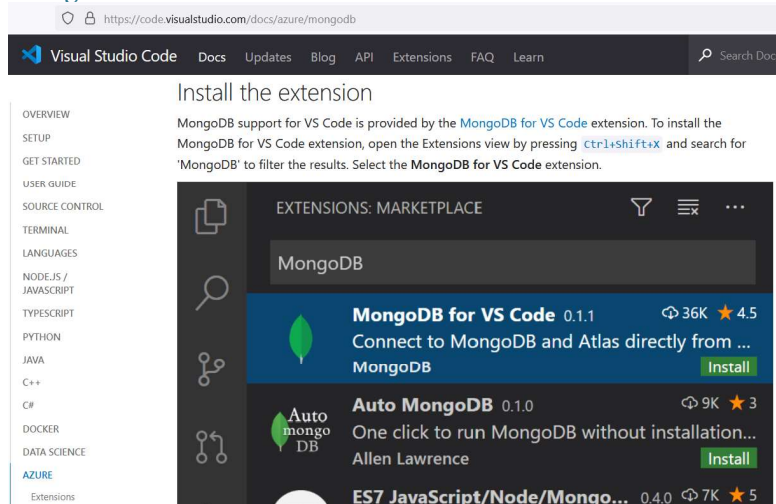 https://code.visualstudio.com/docs/azure/mongodb
Visual Studio Code Docs Updates Blog API Extensions FAQ Learn Search Doc
OVERVIEW
SETUP
GET STARTED
USER GUIDE
SOURCE CONTROL
TERMINAL
LANGUAGES
NODE.JS /
JAVASCRIPT
TYPESCRIPT
PYTHON
JAVA
C++
C#
DOCKER
DATA SCIENCE
AZURE
Extensions
Install the extension
MongoDB support for VS Code is provided by the MongoDB for VS Code extension. To install the
MongoDB for VS Code extension, open the Extensions view by pressing Ctrl+Shift+X and search for
'MongoDB' to filter the results. Select the MongoDB for VS Code extension.
EXTENSIONS: MARKETPLACE
MongoDB
MongoDB for VS Code 0.1.1 36K 4.5
Connect to MongoDB and Atlas directly from ...
MongoDB Install
Auto
mongo
DB
Auto MongoDB 0.1.0 9K 3
One click to run MongoDB without installation...
Allen Lawrence Install
ES7 JavaScript/Node/Mongo... 0.4.0 7K 5